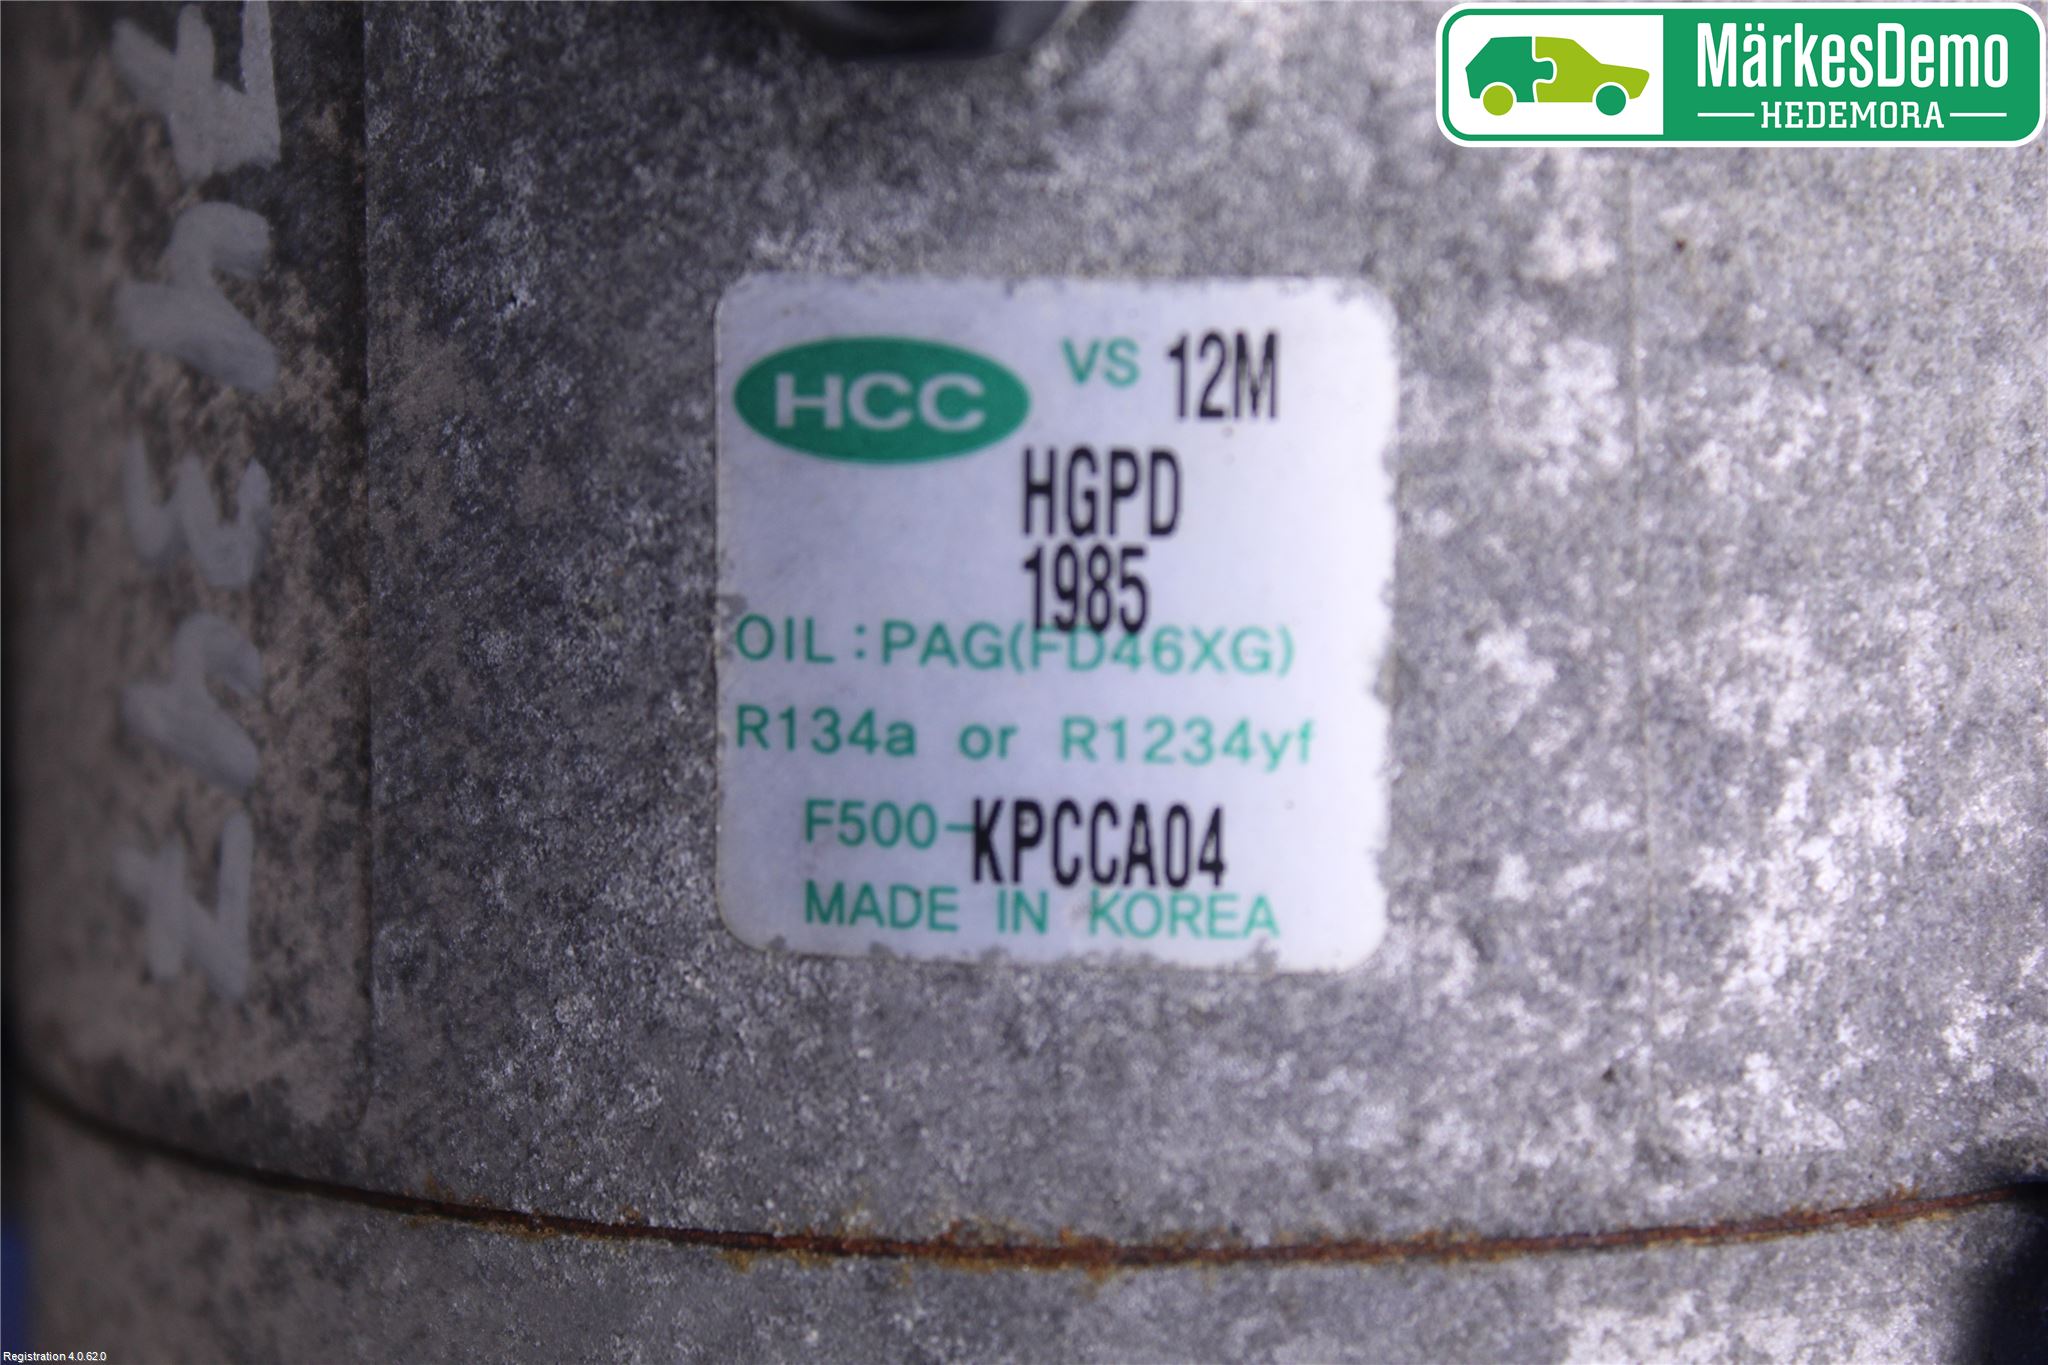 MärkesDemo
HEDEMORA
HCC
VS 12M
HGPD
1985
OIL:PAG(FD46XG)
R134a or R1234yf
F500-KPCCA04
MADE IN KOREA
Registration 4.0.62.0